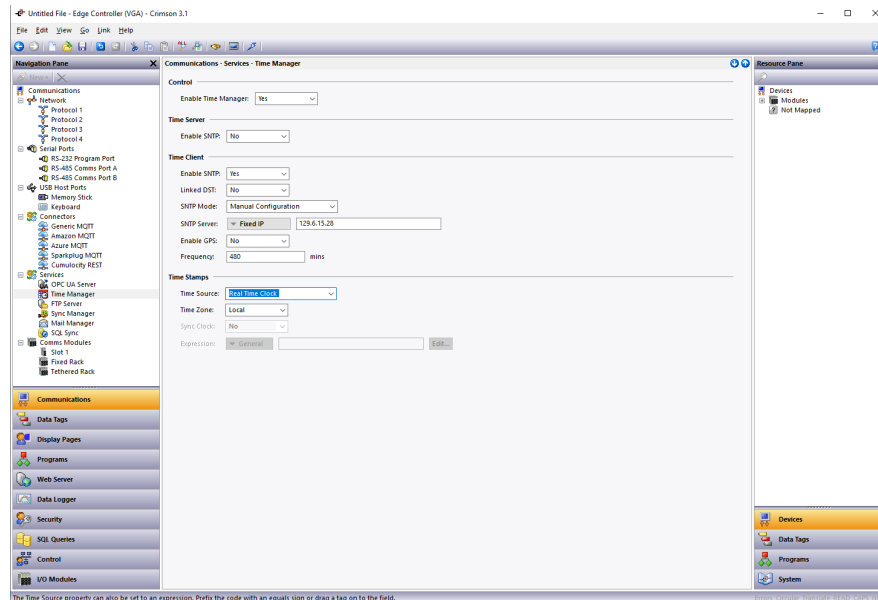 Untitled File - Edge Controller (VGA) - Crimson 3.1
File Edit View Go Link Help
Navigation Pane
New
Communications
Network
Protocol 1
Protocol 2
Protocol 3
Protocol 4
Serial Ports
RS-232 Program Port
RS-485 Comms Port A
RS-485 Comms Port B
USB Host Ports
Memory Stick
Keyboard
Connectors
Generic MQTT
Amazon MQTT
Azure MQTT
Sparkplug MQTT
Cumulocity REST
Services
OPC UA Server
Time Manager
FTP Server
Sync Manager
Mail Manager
SQL Sync
Comms Modules
Slot 1
Fixed Rack
Tethered Rack
Communications
Data Tags
Display Pages
Programs
Web Server
Data Logger
Security
SQL Queries
Control
I/O Modules
Communications - Services - Time Manager
Control
Enable Time Manager: Yes
Time Server
Enable SNTP: No
Time Client
Enable SNTP: Yes
Linked DST: No
SNTP Mode: Manual Configuration
SNTP Server: Fixed IP 129.6.15.28
Enable GPS: No
Frequency: 480 mins
Time Stamps
Time Source: Real Time Clock
Time Zone: Local
Sync Clock: No
Expression: General Edit...
Resource Pane
Devices
Modules
Not Mapped
Devices
Data Tags
Programs
System
The Time Source property can also be set to an expression. Prefix the code with an equals sign or drag a tag on to the field.